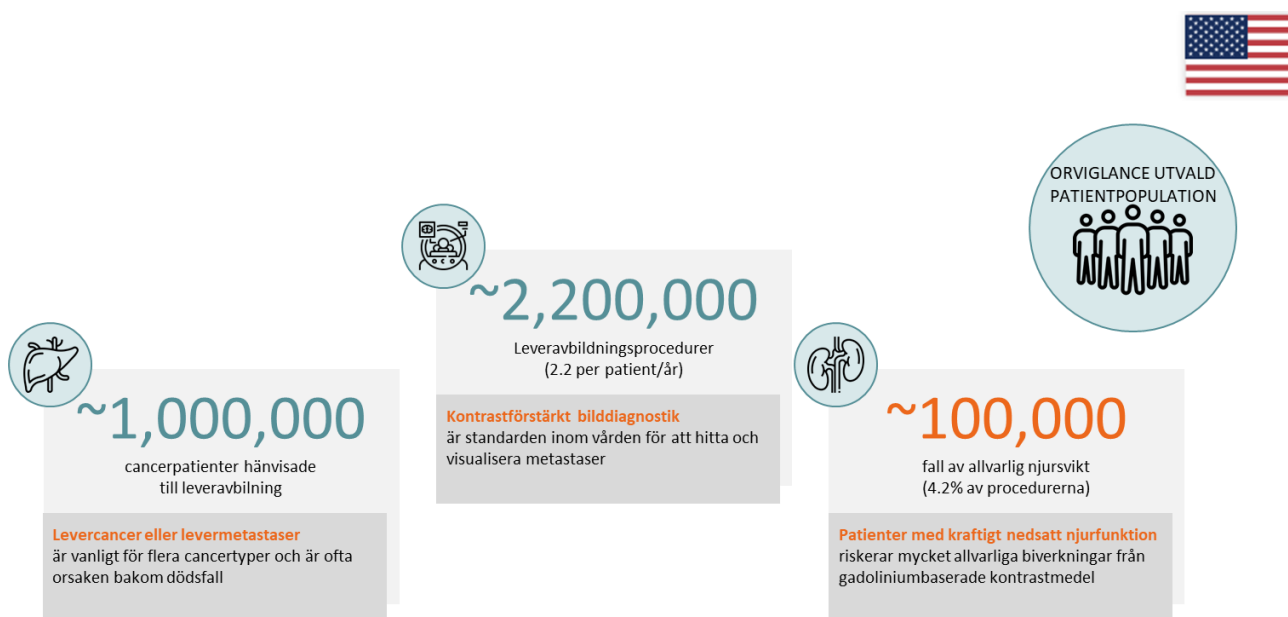 ORVIGLANCE UTVALD
PATIENTPOPULATION
~1,000,000
cancerpatienter hänvisade
till leveravbilning
Levercancer eller levermetastaser
är vanligt för flera cancertyper och är ofta
orsaken bakom dödsfall
~2,200,000
Leveravbildningsprocedurer
(2.2 per patient/år)
Kontrastförstärkt bilddiagnostik
är standarden inom vården för att hitta och
visualisera metastaser
~100,000
fall av allvarlig njursvikt
(4.2% av procedurerna)
Patienter med kraftigt nedsatt njurfunktion
riskerar mycket allvarliga biverkningar från
gadoliniumbaserade kontrastmedel